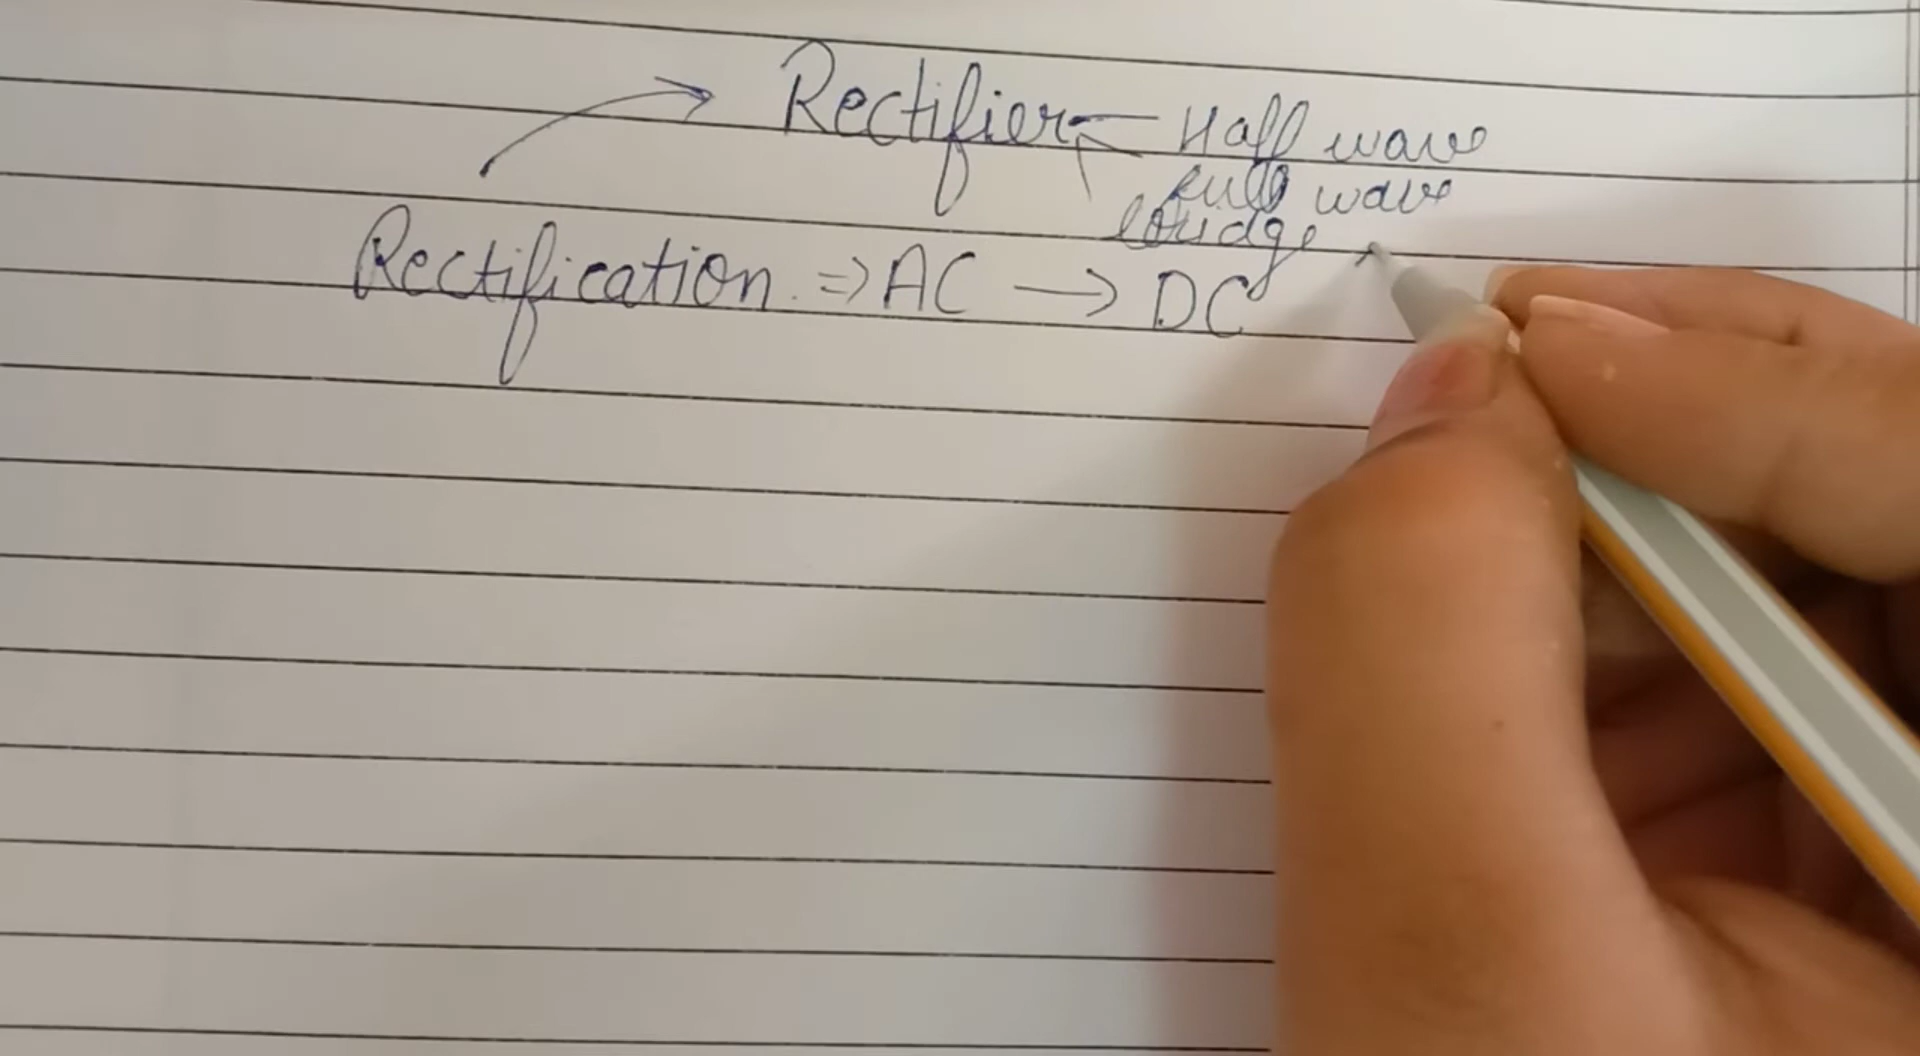 Rectifier ← Half wave
full wave
bridge
Rectification. ⇒ AC → DC